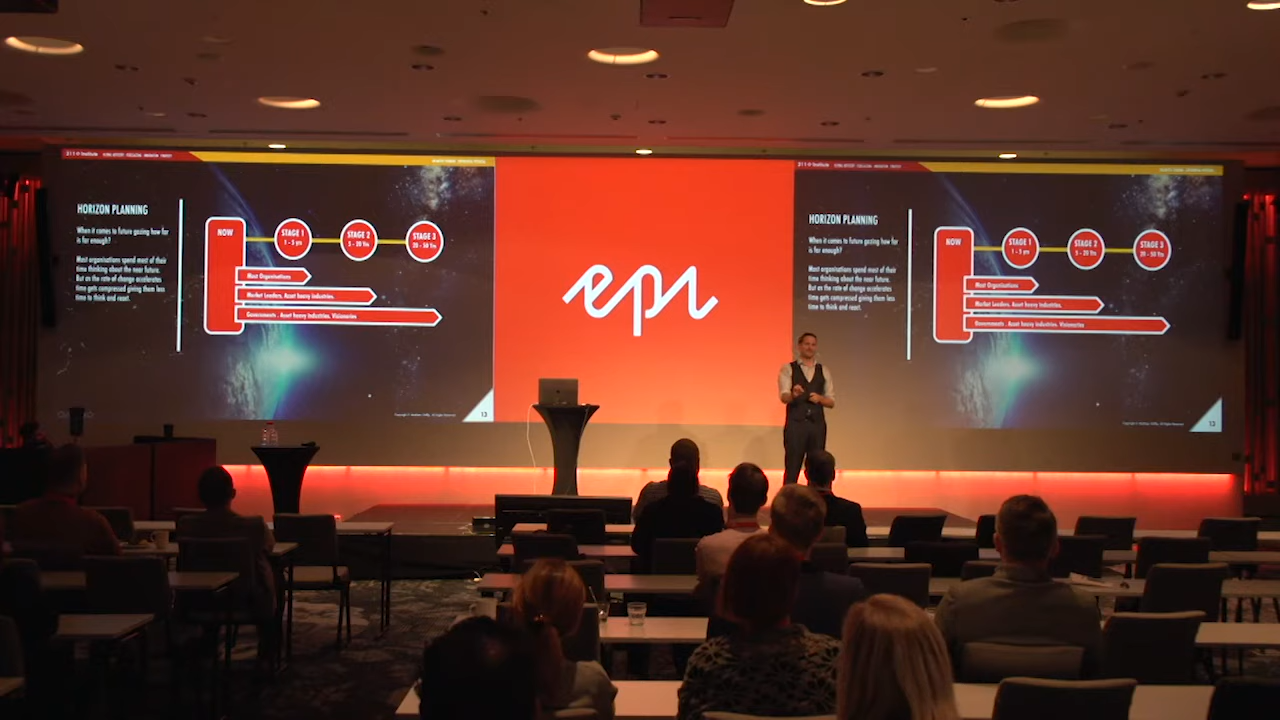 311 Institute
HORIZON PLANNING
When it comes to future gazing how far
is far enough?
Most organisations spend most of their
time thinking about the near future.
But as the rate of change accelerates
time gets compressed giving them less
time to think and react.
NOW
STAGE 1
1 - 5 yrs
STAGE 2
5 - 20 Yrs
STAGE 3
20 - 50 Yrs
Most Organisations
Market Leaders. Asset heavy industries.
Governments. Asset heavy industries. Visionaries
13
epi
311 Institute
HORIZON PLANNING
When it comes to future gazing how far
is far enough?
Most organisations spend most of their
time thinking about the near future.
But as the rate of change accelerates
time gets compressed giving them less
time to think and react.
NOW
STAGE 1
1 - 5 yrs
STAGE 2
5 - 20 Yrs
STAGE 3
20 - 50 Yrs
Most Organisations
Market Leaders. Asset heavy industries.
Governments. Asset heavy industries. Visionaries
13